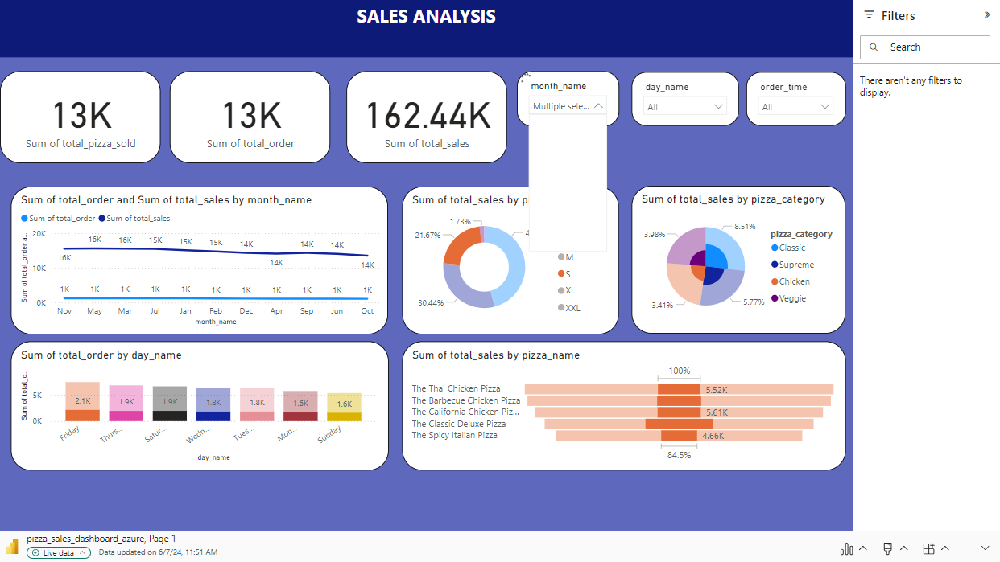 SALES ANALYSIS
Filters
Search
There aren't any filters to
display.
13K
Sum of total_pizza_sold
13K
Sum of total_order
162.44K
Sum of total_sales
month_name
Multiple sele...
day_name
All
order_time
All
Sum of total_order and Sum of total_sales by month_name
Sum of total_order
Sum of total_sales
Sum of total_order a...
20K
10K
0K
16K
16K
16K
15K
15K
15K
14K
14K
14K
14K
14K
1K
1K
1K
1K
1K
1K
1K
1K
1K
1K
1K
Nov
May
Mar
Jul
Jan
Feb
Dec
Apr
Sep
Jun
Oct
month_name
Sum of total_sales by p
1.73%
21.67%
4
30.44%
M
S
XL
XXL
Sum of total_sales by pizza_category
3.98%
8.51%
3.41%
5.77%
pizza_category
Classic
Supreme
Chicken
Veggie
Sum of total_order by day_name
Sum of total_o...
5K
0K
2.1K
1.9K
1.9K
1.8K
1.8K
1.6K
1.6K
Friday
Thurs...
Satur...
Wedn...
Tues...
Mon...
Sunday
day_name
Sum of total_sales by pizza_name
100%
The Thai Chicken Pizza
5.52K
The Barbecue Chicken Pizza
The California Chicken Piz...
5.61K
The Classic Deluxe Pizza
The Spicy Italian Pizza
4.66K
84.5%
pizza_sales_dashboard_azure, Page 1
Live data
Data updated on 6/7/24, 11:51 AM